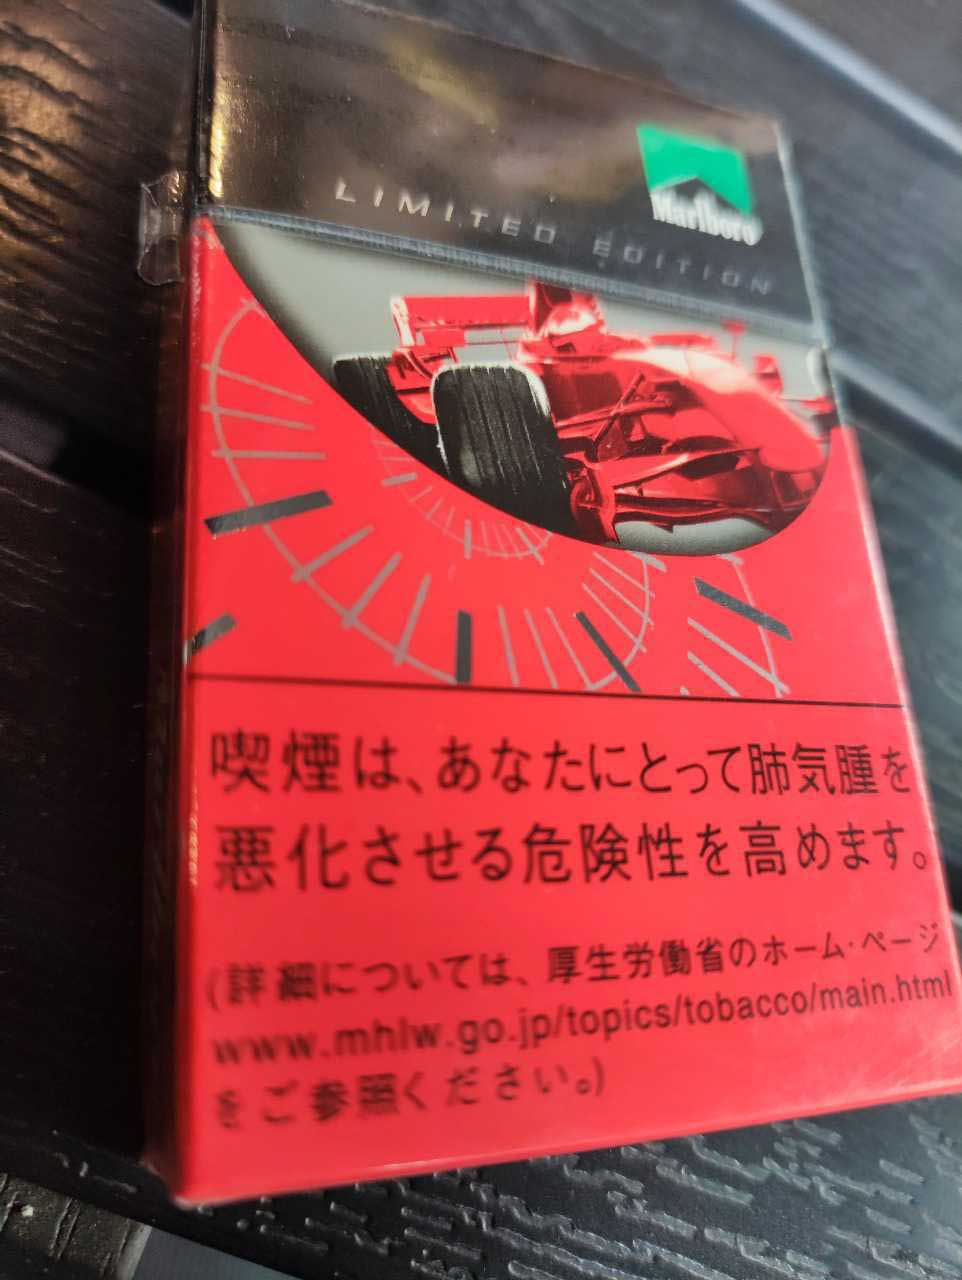 Marlboro
LIMITED EDITION
喫煙は、あなたにとって肺気腫を
悪化させる危険性を高めます。
(詳細については、厚生労働省のホーム・ページ
www.mhlw.go.jp/topics/tobacco/main.html
をご参照ください。)